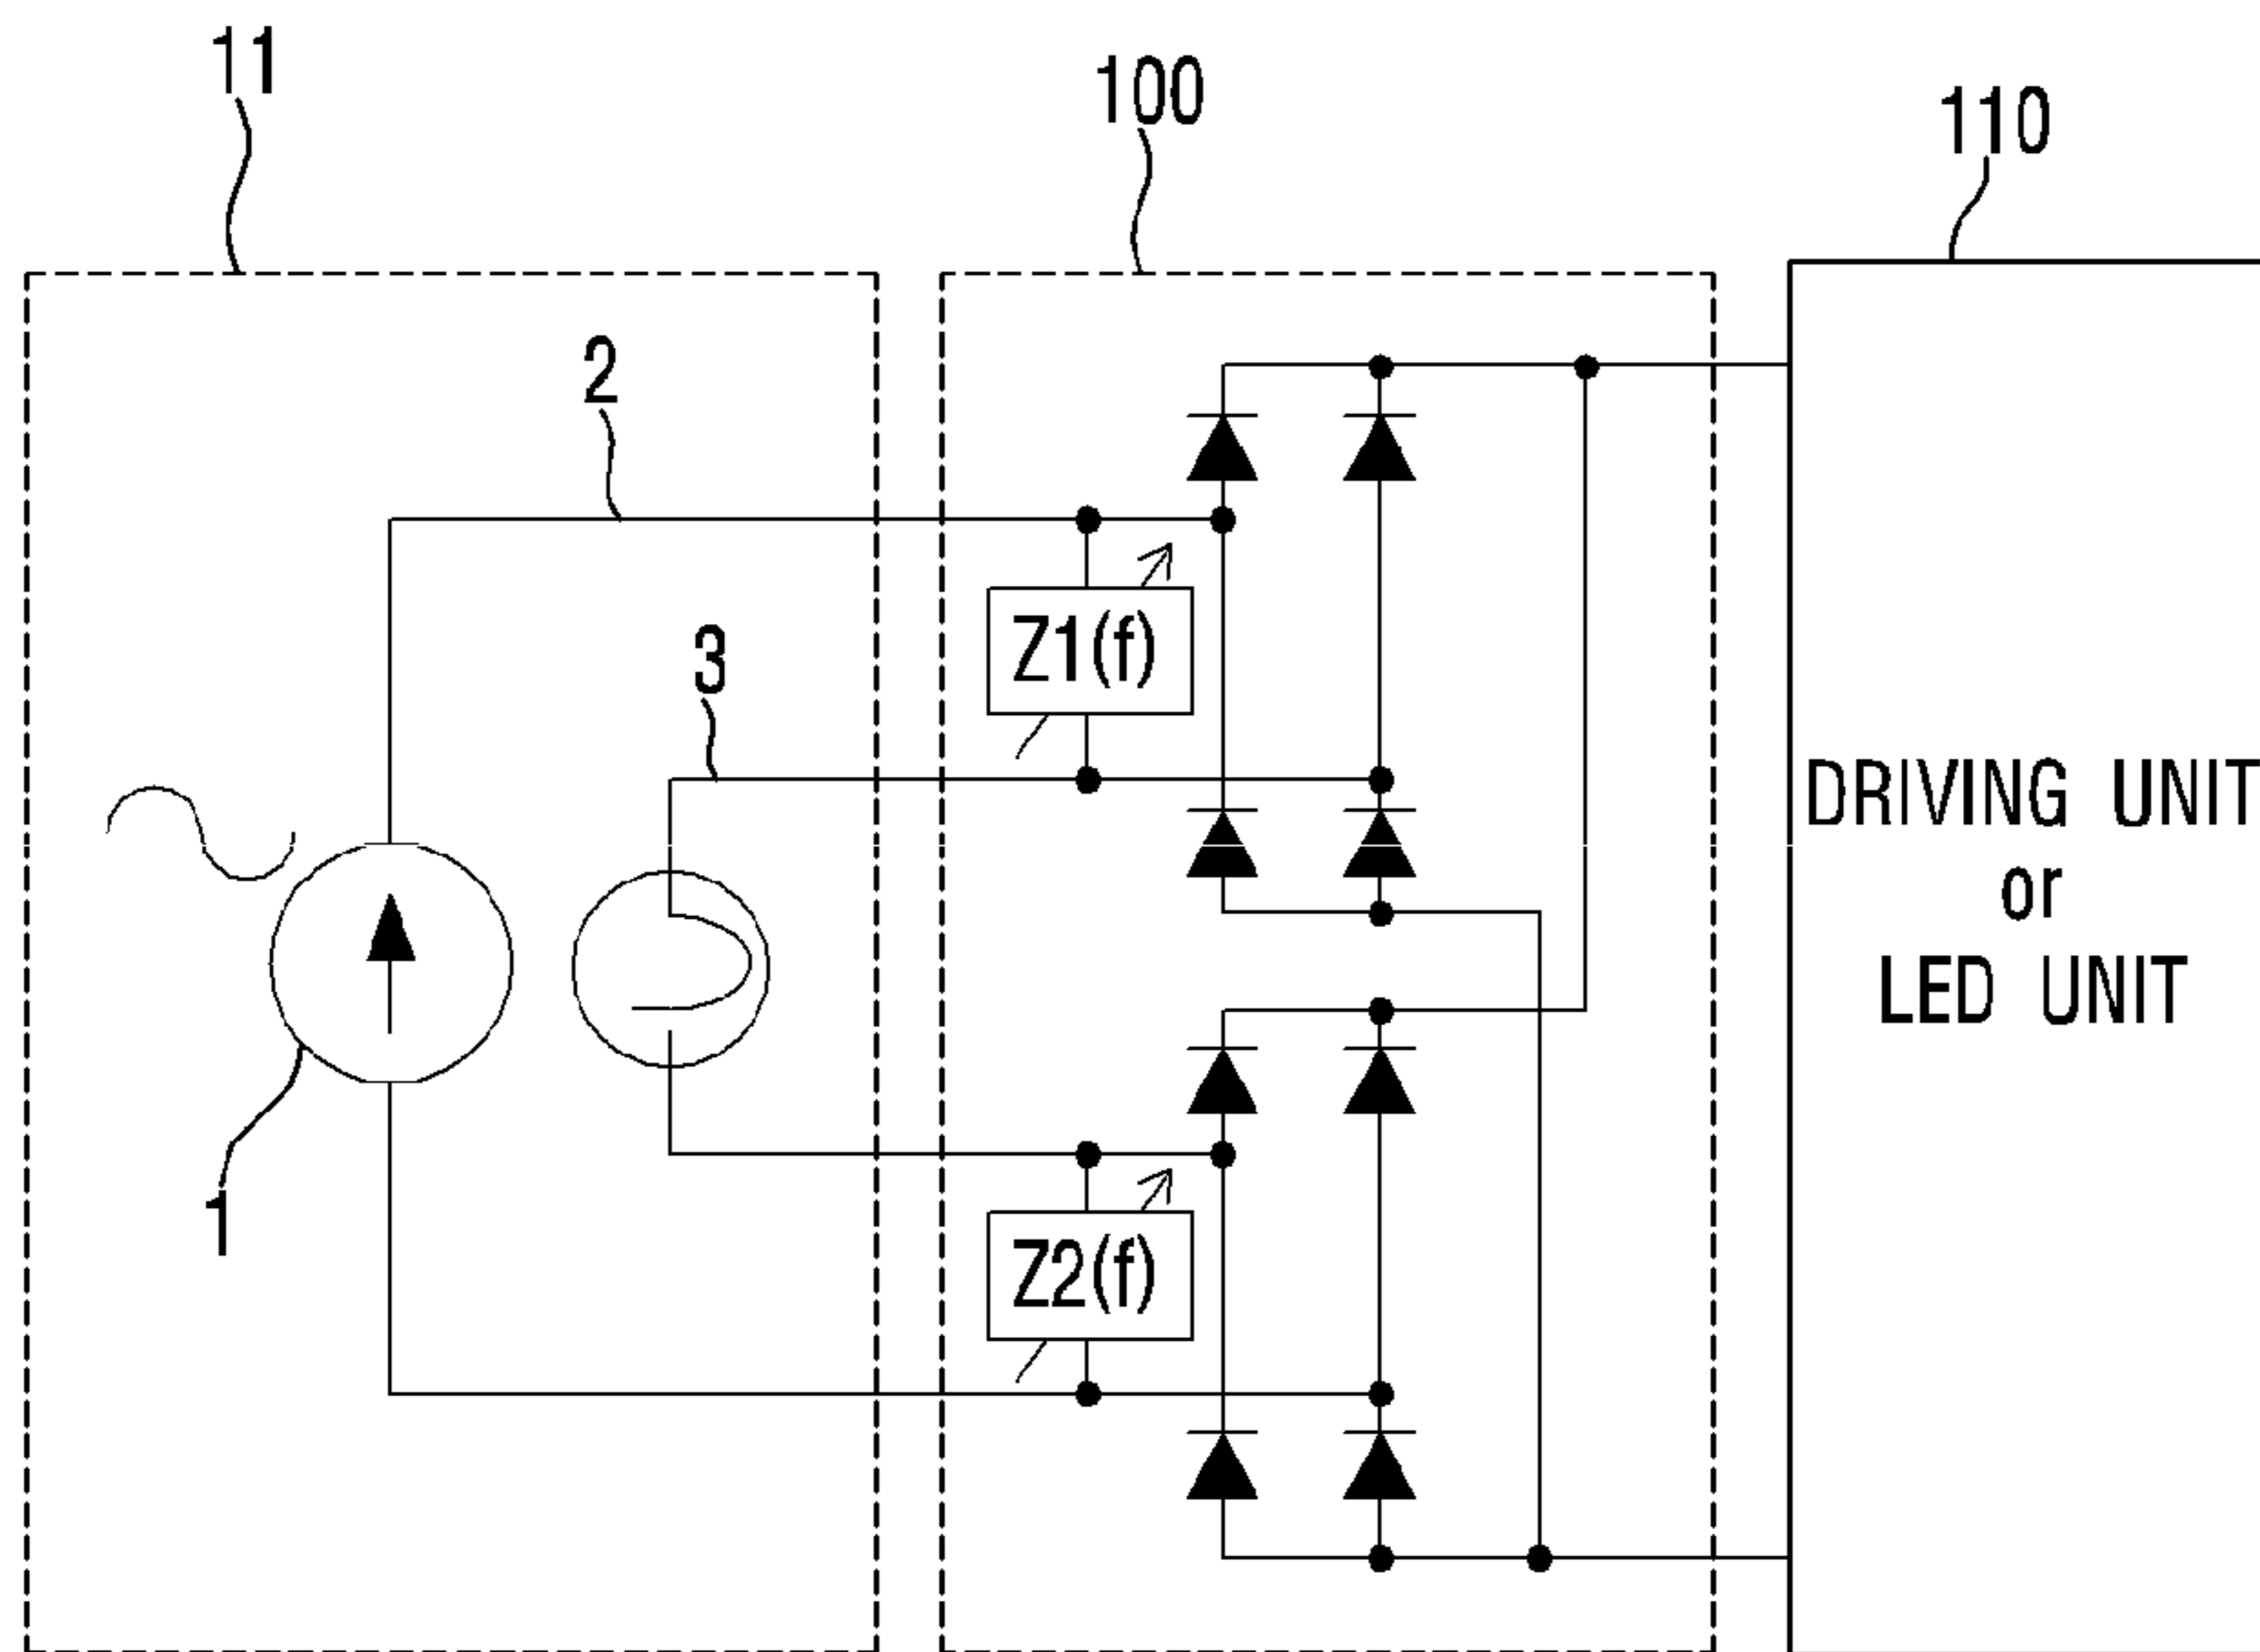 11
100
110
2
3
Z1(f)
DRIVING UNIT
or
LED UNIT
1
Z2(f)